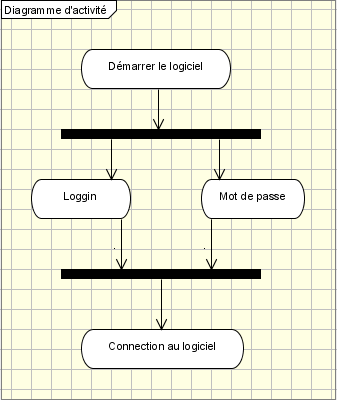 Diagramme d'activité
Démarrer le logiciel
Loggin
Mot de passe
Connection au logiciel